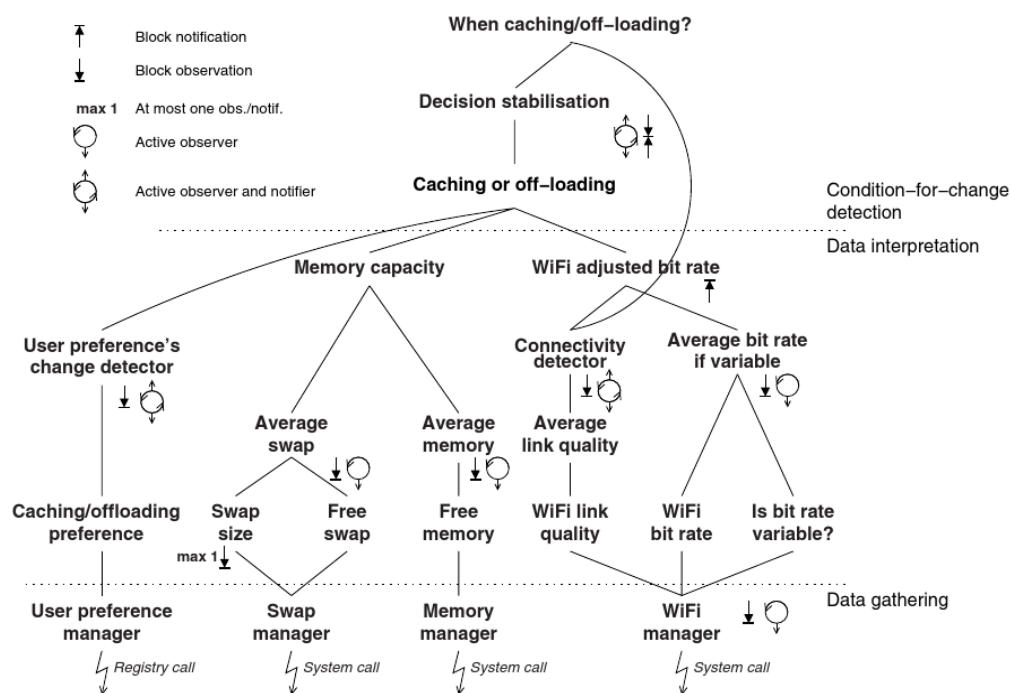 When caching/off−loading?
Block notification
Block observation
max 1 At most one obs./notif.
Active observer
Active observer and notifier
Decision stabilisation
Caching or off−loading
Condition−for−change
detection
Data interpretation
Memory capacity
WiFi adjusted bit rate
User preference's
change detector
Connectivity
detector
Average bit rate
if variable
Average
swap
Average
memory
Average
link quality
Caching/offloading
preference
Swap
size
max 1
Free
swap
Free
memory
WiFi link
quality
WiFi
bit rate
Is bit rate
variable?
Data gathering
User preference
manager
Swap
manager
Memory
manager
WiFi
manager
Registry call
System call
System call
System call